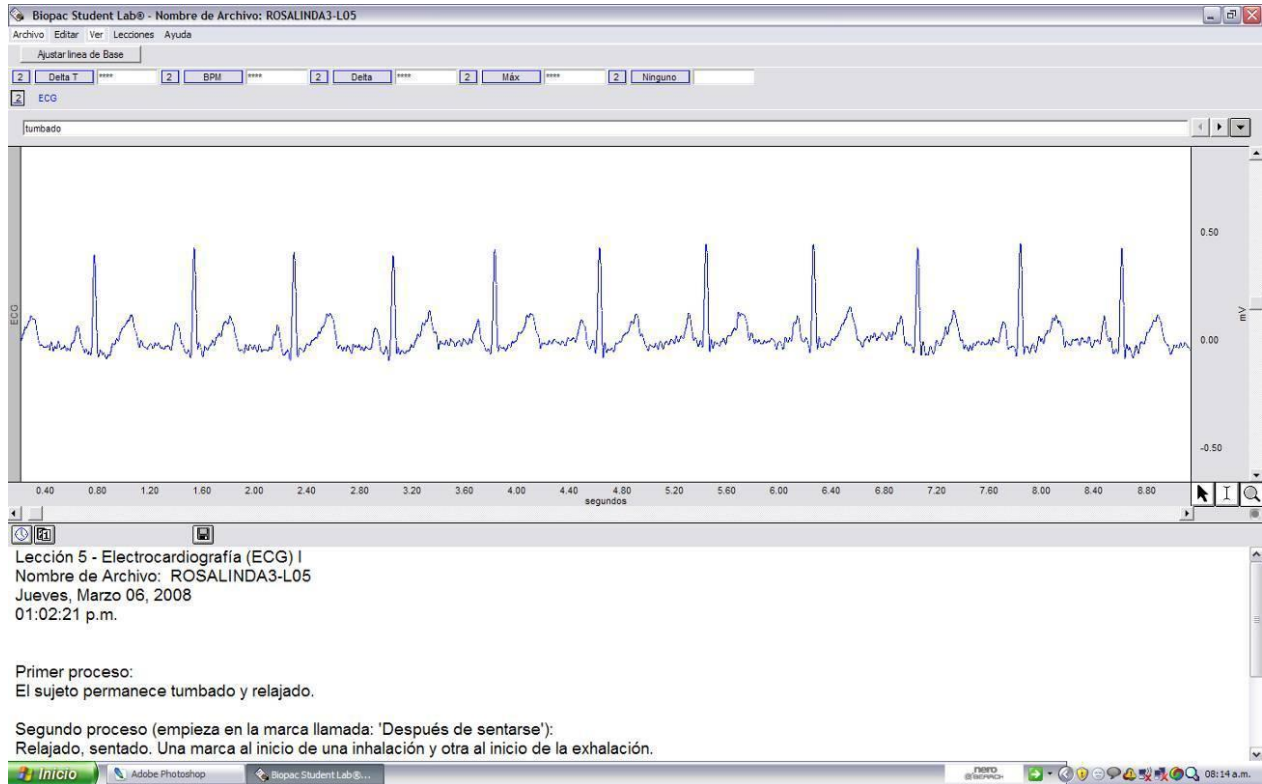 Biopac Student Lab® - Nombre de Archivo: ROSALINDA3-L05
Archivo Editar Ver Lecciones Ayuda
Ajustar linea de Base
2 Delta T **** 2 BPM **** 2 Delta **** 2 Máx **** 2 Ninguno
2 ECG
tumbado
ECG
0.50
0.00
-0.50
mV
0.40 0.80 1.20 1.60 2.00 2.40 2.80 3.20 3.60 4.00 4.40 4.80 5.20 5.60 6.00 6.40 6.80 7.20 7.60 8.00 8.40 8.80
segundos
Lección 5 - Electrocardiografía (ECG) I
Nombre de Archivo: ROSALINDA3-L05
Jueves, Marzo 06, 2008
01:02:21 p.m.
Primer proceso:
El sujeto permanece tumbado y relajado.
Segundo proceso (empieza en la marca llamada: 'Después de sentarse'):
Relajado, sentado. Una marca al inicio de una inhalación y otra al inicio de la exhalación.
Inicio Adobe Photoshop Biopac Student Lab®... nero 08:14 a.m.